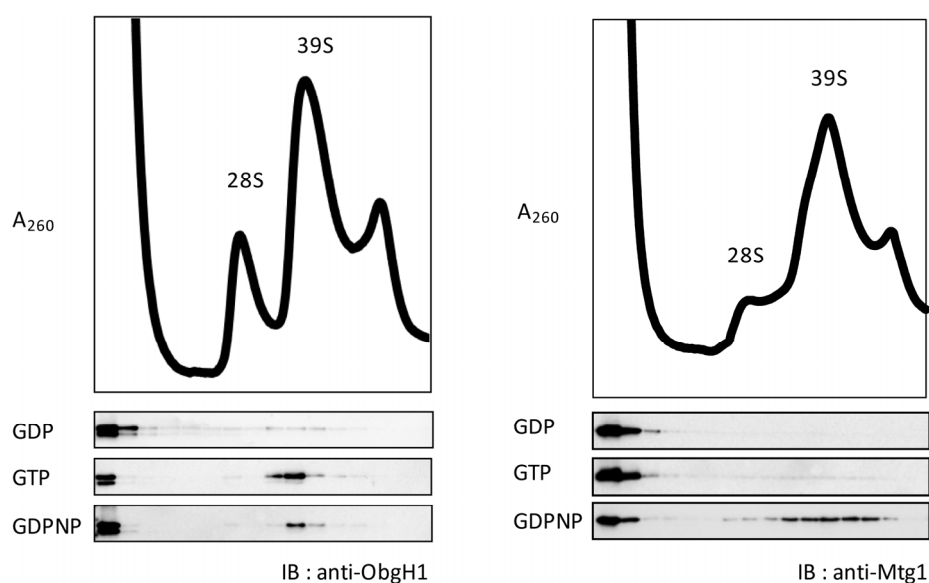 39S
28S
A260
GDP
GTP
GDPNP
IB : anti-ObgH1
39S
28S
A260
GDP
GTP
GDPNP
IB : anti-Mtg1